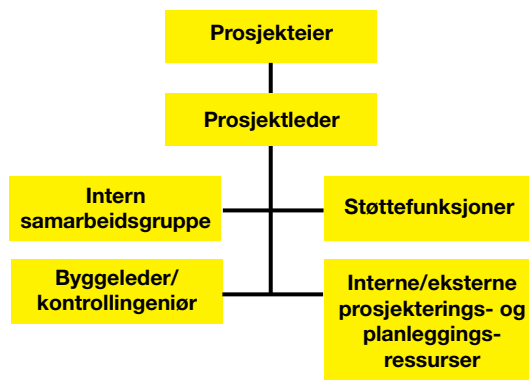 Prosjekteier
Prosjektleder
Intern
samarbeidsgruppe
Støttefunksjoner
Byggeleder/
kontrollingeniør
Interne/eksterne
prosjekterings- og
planleggings-
ressurser